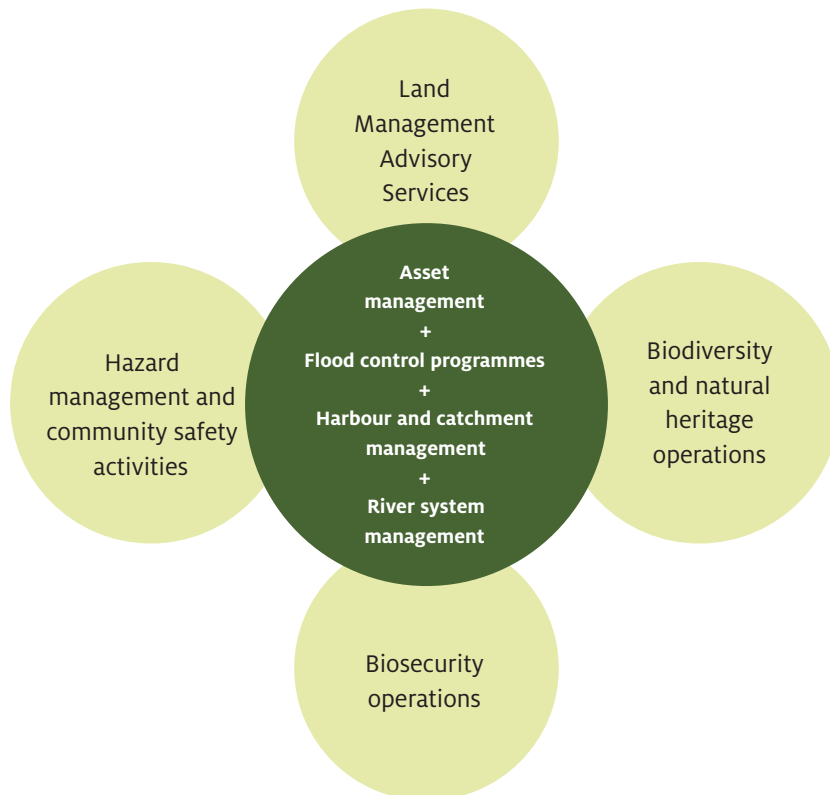 Land
Management
Advisory
Services
Asset
management
+
Flood control programmes
+
Harbour and catchment
management
+
River system
management
Hazard
management and
community safety
activities
Biodiversity
and natural
heritage
operations
Biosecurity
operations